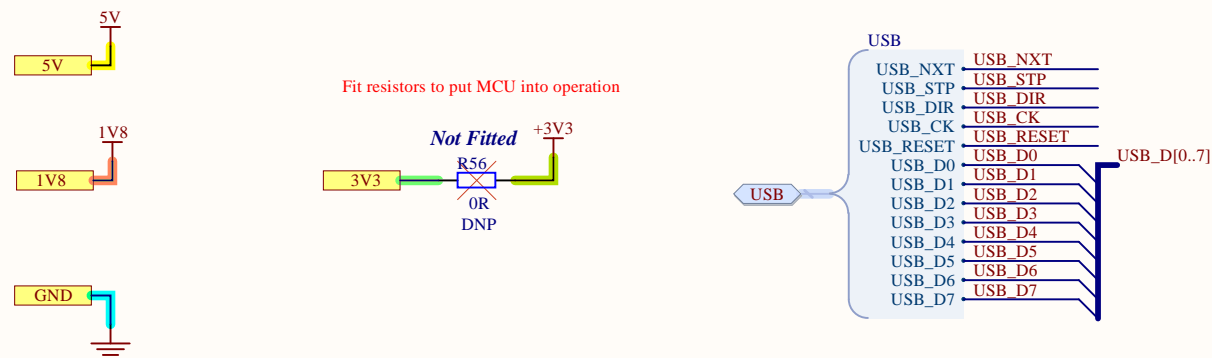 5V
5V
1V8
1V8
GND
Fit resistors to put MCU into operation
Not Fitted
+3V3
R56
3V3
0R
DNP
USB
USB_NXT USB_NXT
USB_STP USB_STP
USB_DIR USB_DIR
USB_CK USB_CK
USB_RESET USB_RESET
USB_D0 USB_D0
USB_D[0..7]
USB_D1 USB_D1
USB
USB_D2 USB_D2
USB_D3 USB_D3
USB_D4 USB_D4
USB_D5 USB_D5
USB_D6 USB_D6
USB_D7 USB_D7